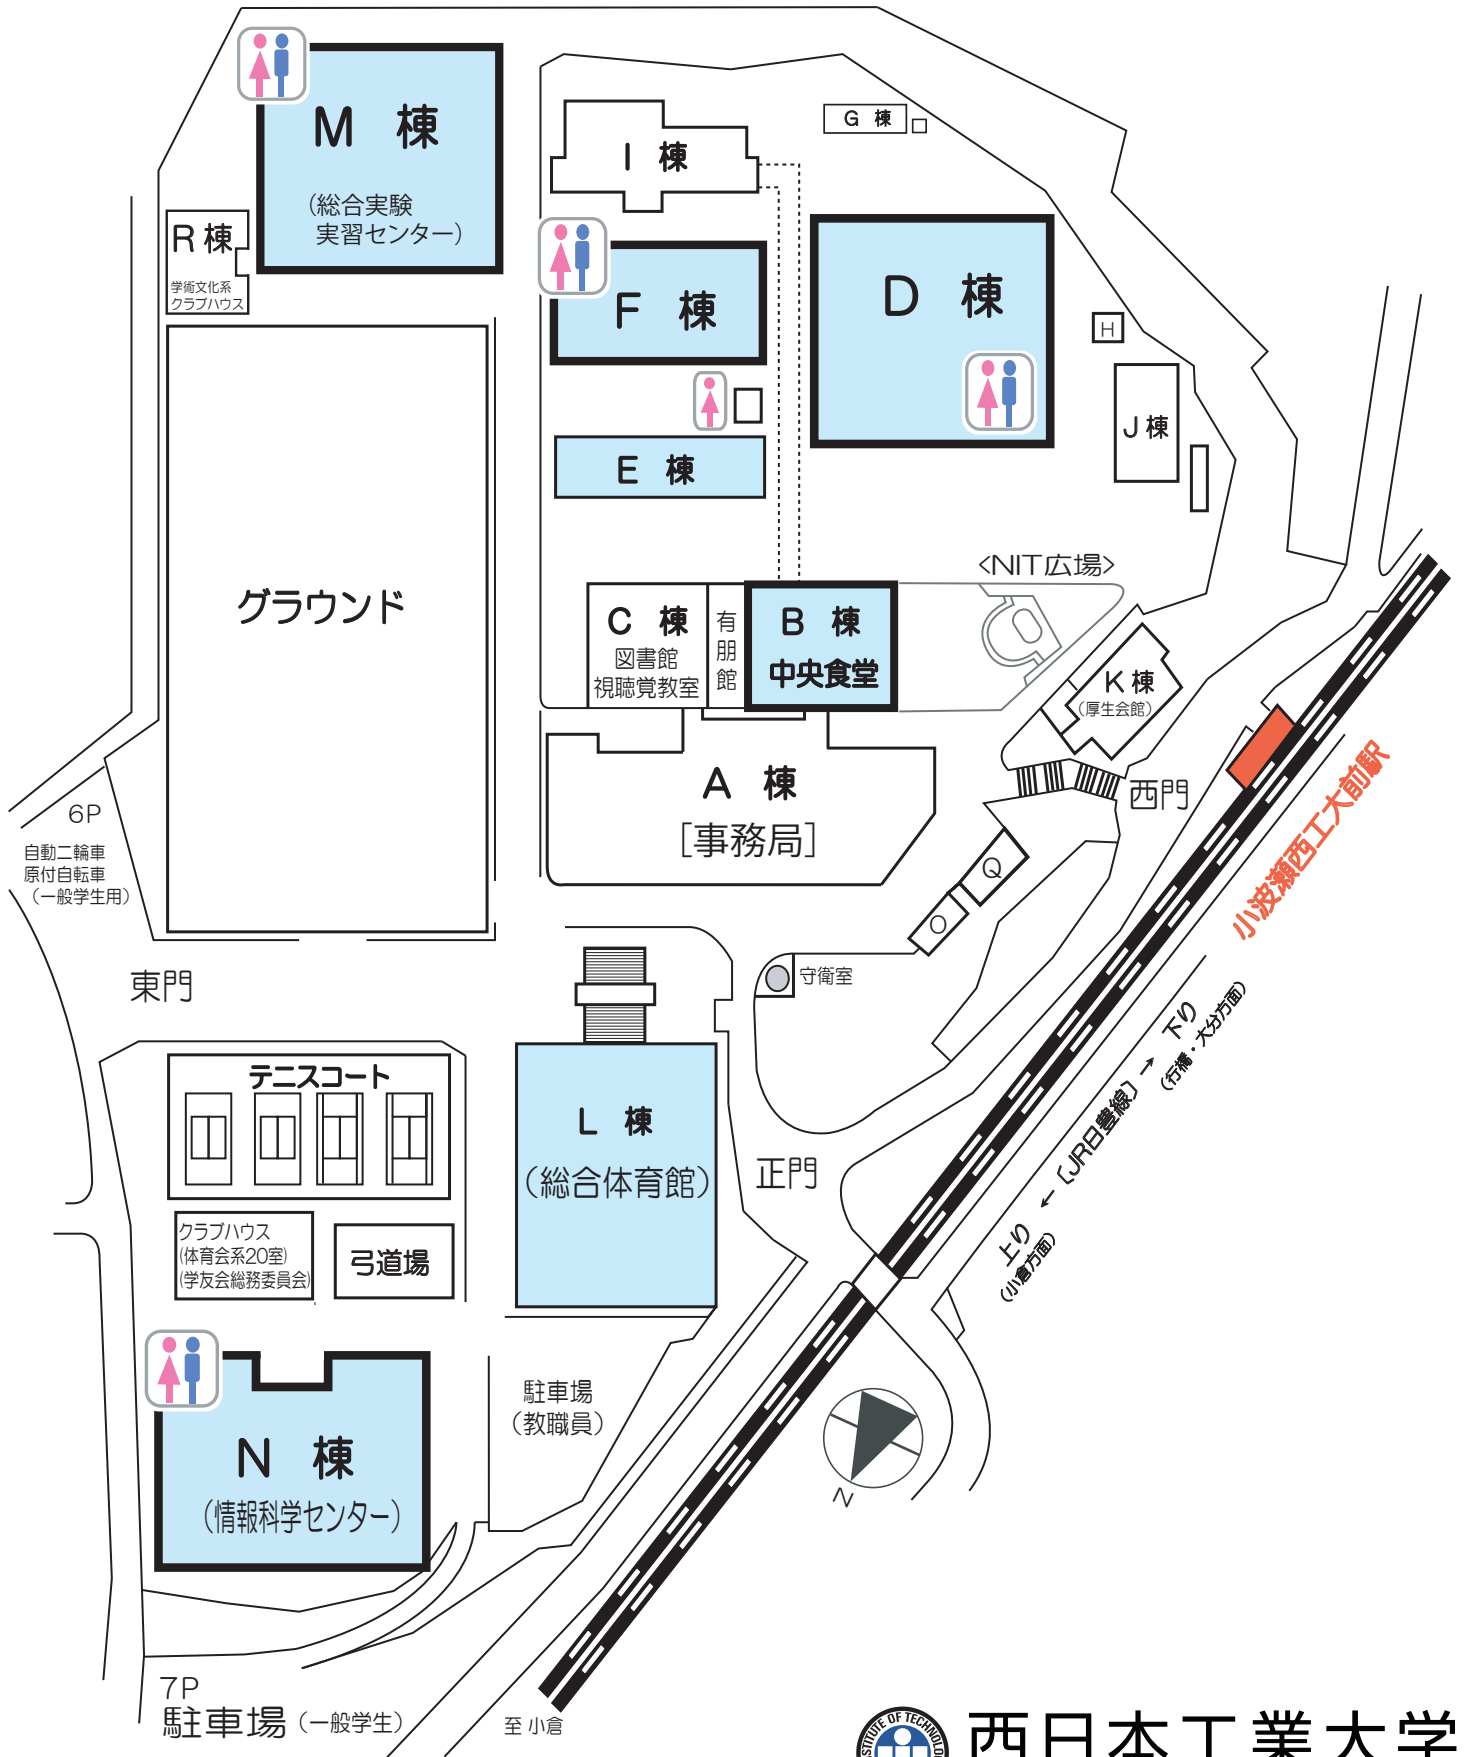 M 棟
(総合実験
実習センター)
I 棟
G 棟
R 棟
学術文化系
クラブハウス
F 棟
D 棟
H
J 棟
E 棟
グラウンド
<NIT広場>
C 棟
図書館
視聴覚教室
有朋館
B 棟
中央食堂
K 棟
(厚生会館)
A 棟
[事務局]
西門
小波瀬西工大前駅
6P
自動二輪車
原付自転車
(一般学生用)
Q
O
守衛室
東門
下り
(行橋・大分方面)
← [JR日豊線] →
上り
(小倉方面)
テニスコート
L 棟
(総合体育館)
正門
クラブハウス
(体育会系20室)
(学友会総務委員会)
弓道場
駐車場
(教職員)
N 棟
(情報科学センター)
N
7P
駐車場 (一般学生)
至 小倉
西日本工業大学